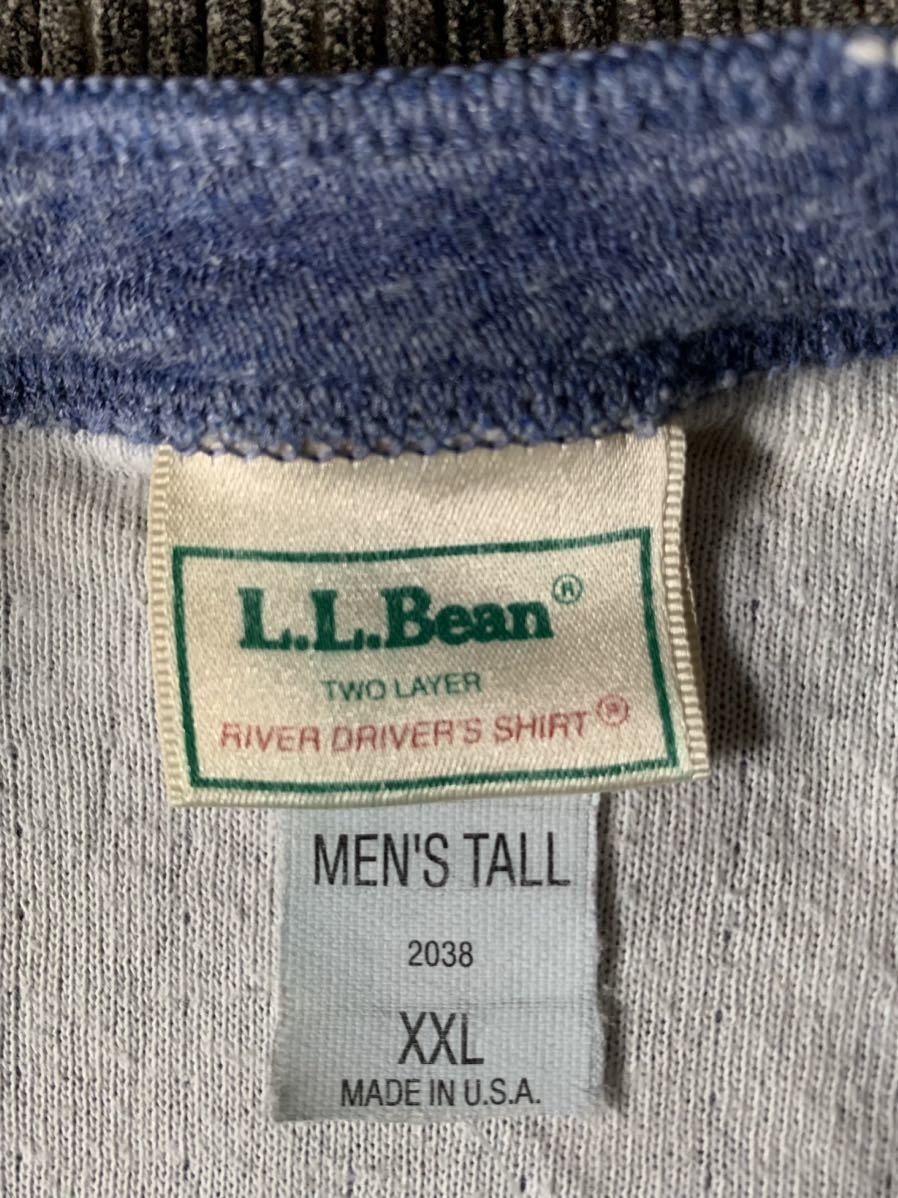 L.L.Bean®
TWO LAYER
RIVER DRIVER'S SHIRT®
MEN'S TALL
2038
XXL
MADE IN U.S.A.